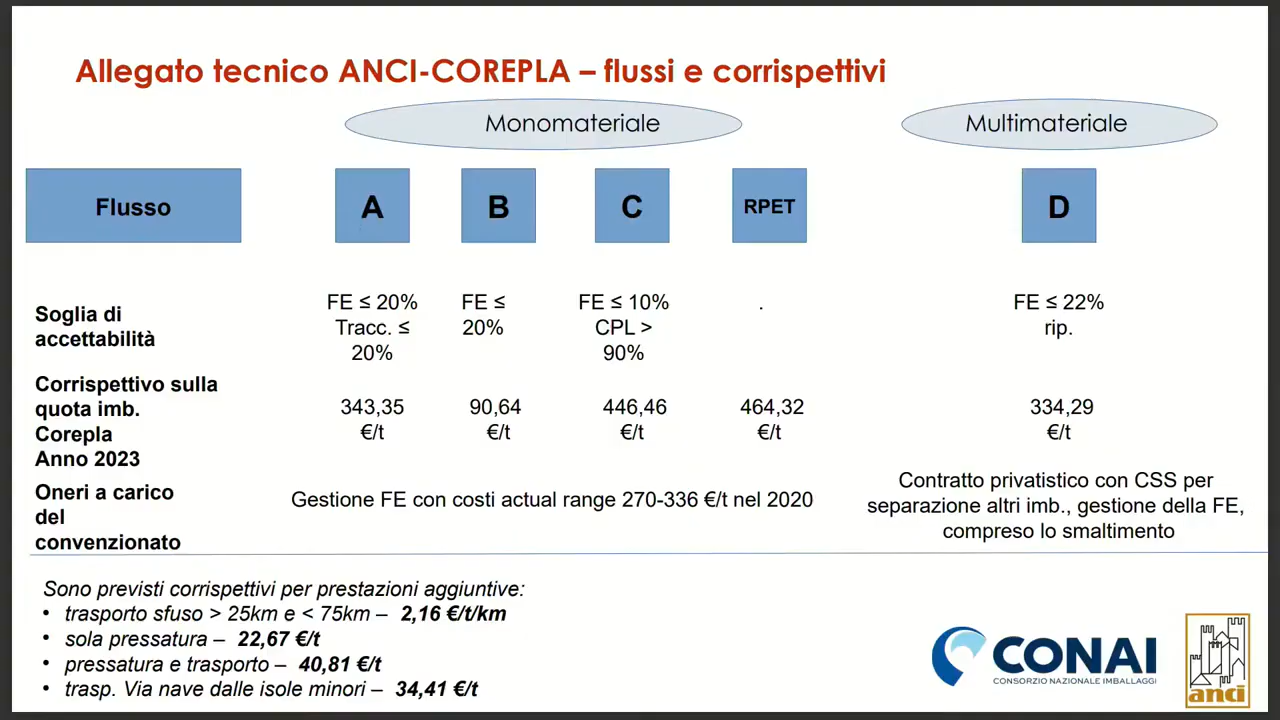 Allegato tecnico ANCI-COREPLA – flussi e corrispettivi
Monomateriale
Multimateriale
Flusso
A
B
C
RPET
D
Soglia di
accettabilità
FE ≤ 20%
Tracc. ≤
20%
FE ≤
20%
FE ≤ 10%
CPL >
90%
.
FE ≤ 22%
rip.
Corrispettivo sulla
quota imb.
Corepla
Anno 2023
343,35
€/t
90,64
€/t
446,46
€/t
464,32
€/t
334,29
€/t
Oneri a carico
del
convenzionato
Gestione FE con costi actual range 270-336 €/t nel 2020
Contratto privatistico con CSS per
separazione altri imb., gestione della FE,
compreso lo smaltimento
Sono previsti corrispettivi per prestazioni aggiuntive:
• trasporto sfuso > 25km e < 75km – 2,16 €/t/km
• sola pressatura – 22,67 €/t
• pressatura e trasporto – 40,81 €/t
• trasp. Via nave dalle isole minori – 34,41 €/t
CONAI
CONSORZIO NAZIONALE IMBALLAGGI
anci